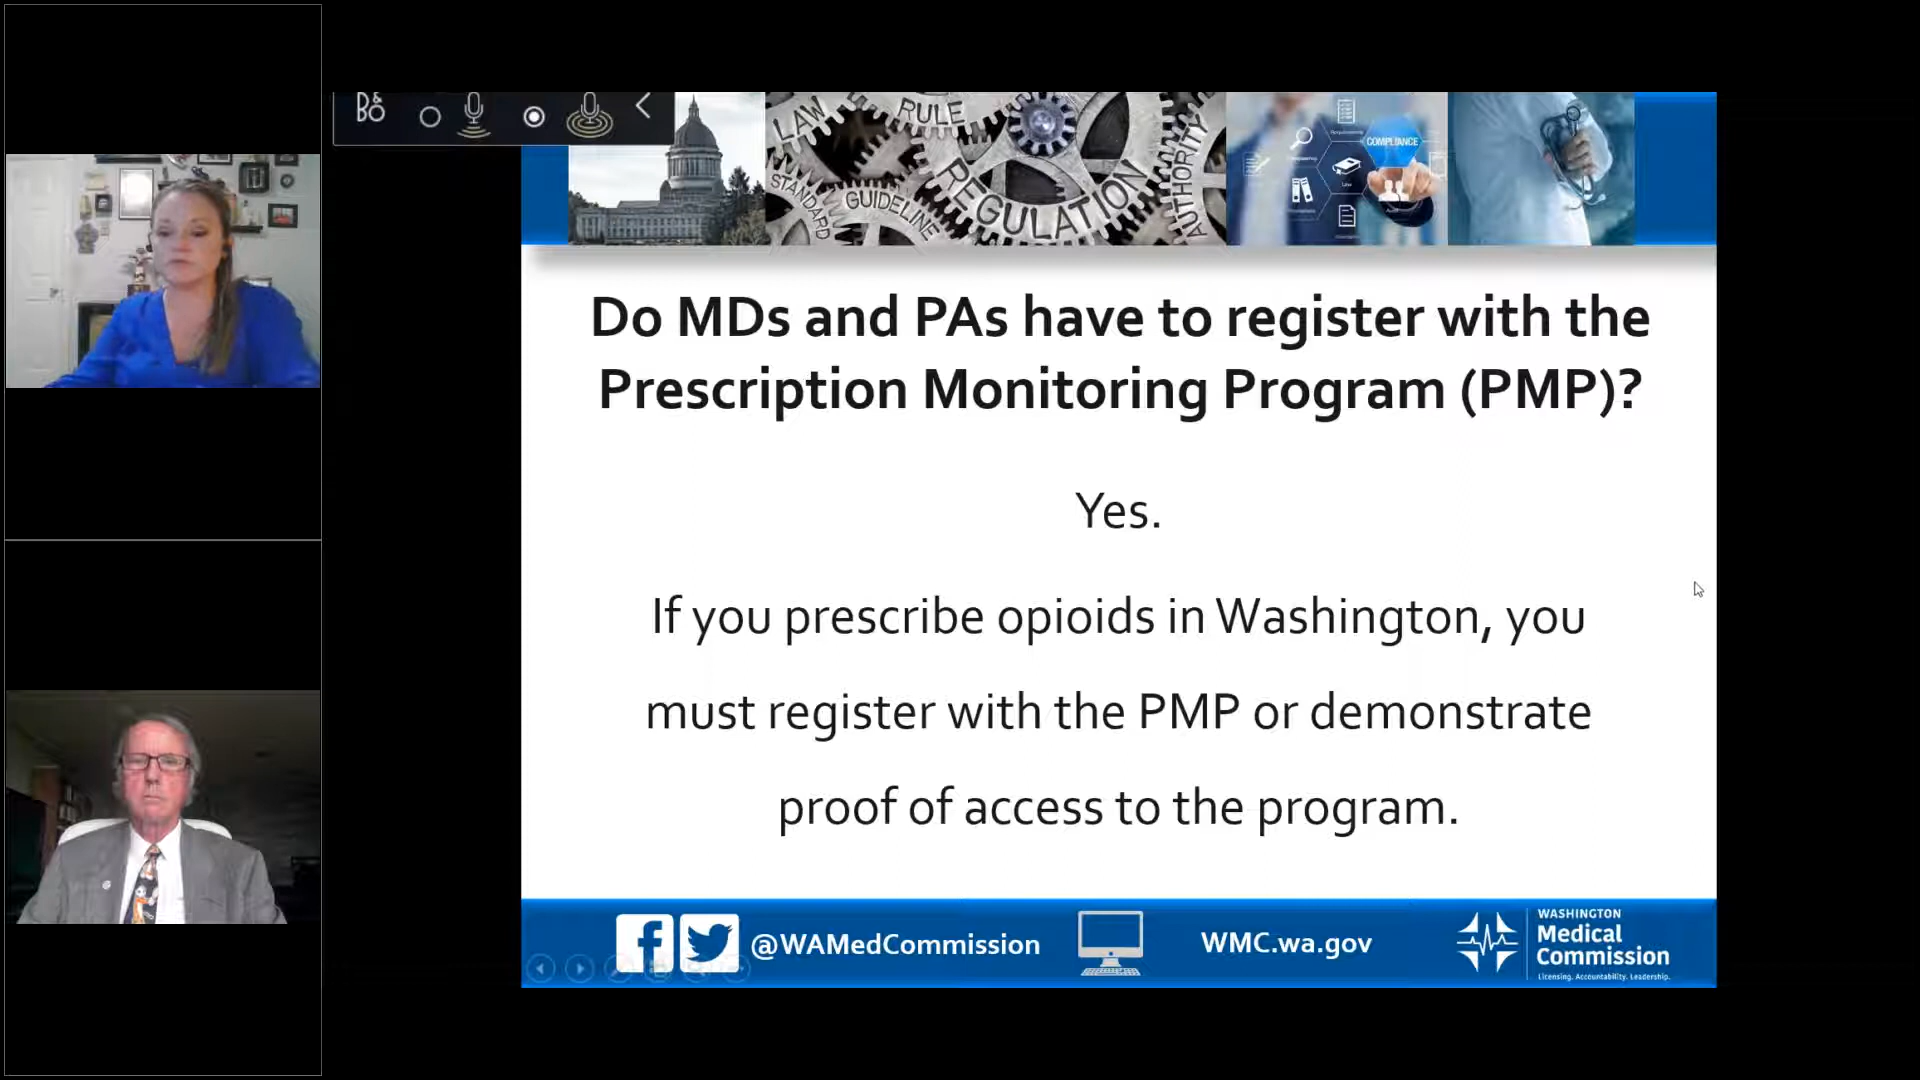 B&O
LAW
RULE
STANDARD
GUIDELINE
REGULATION
AUTHORITY
COMPLIANCE
Law
Do MDs and PAs have to register with the
Prescription Monitoring Program (PMP)?
Yes.
If you prescribe opioids in Washington, you
must register with the PMP or demonstrate
proof of access to the program.
@WAMedCommission
WMC.wa.gov
WASHINGTON
Medical
Commission
Licensing. Accountability. Leadership.